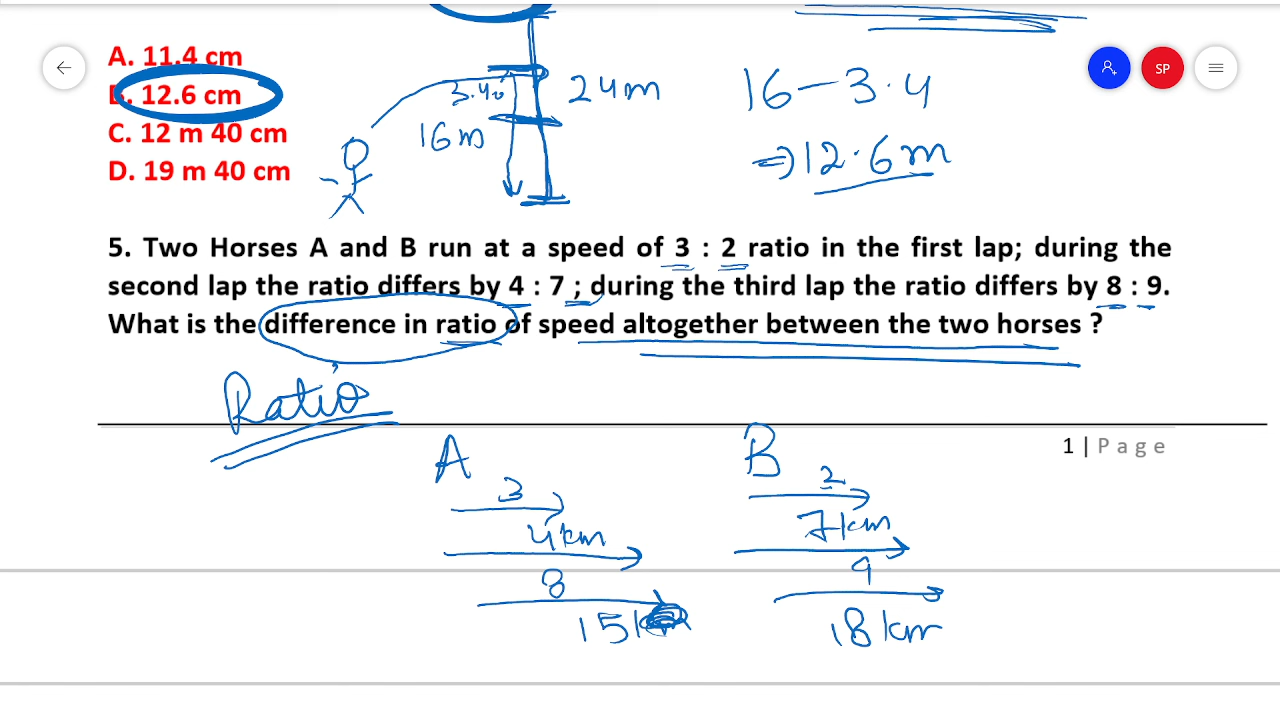 A. 11.4 cm
B. 12.6 cm
C. 12 m 40 cm
D. 19 m 40 cm
3.40
24m
16m
16-3.4
⇒12.6m
SP
5. Two Horses A and B run at a speed of 3 : 2 ratio in the first lap; during the
second lap the ratio differs by 4 : 7 ; during the third lap the ratio differs by 8 : 9.
What is the difference in ratio of speed altogether between the two horses ?
Ratio
1 | Page
A
3
4km
8
15k
B
2
7km
9
18km